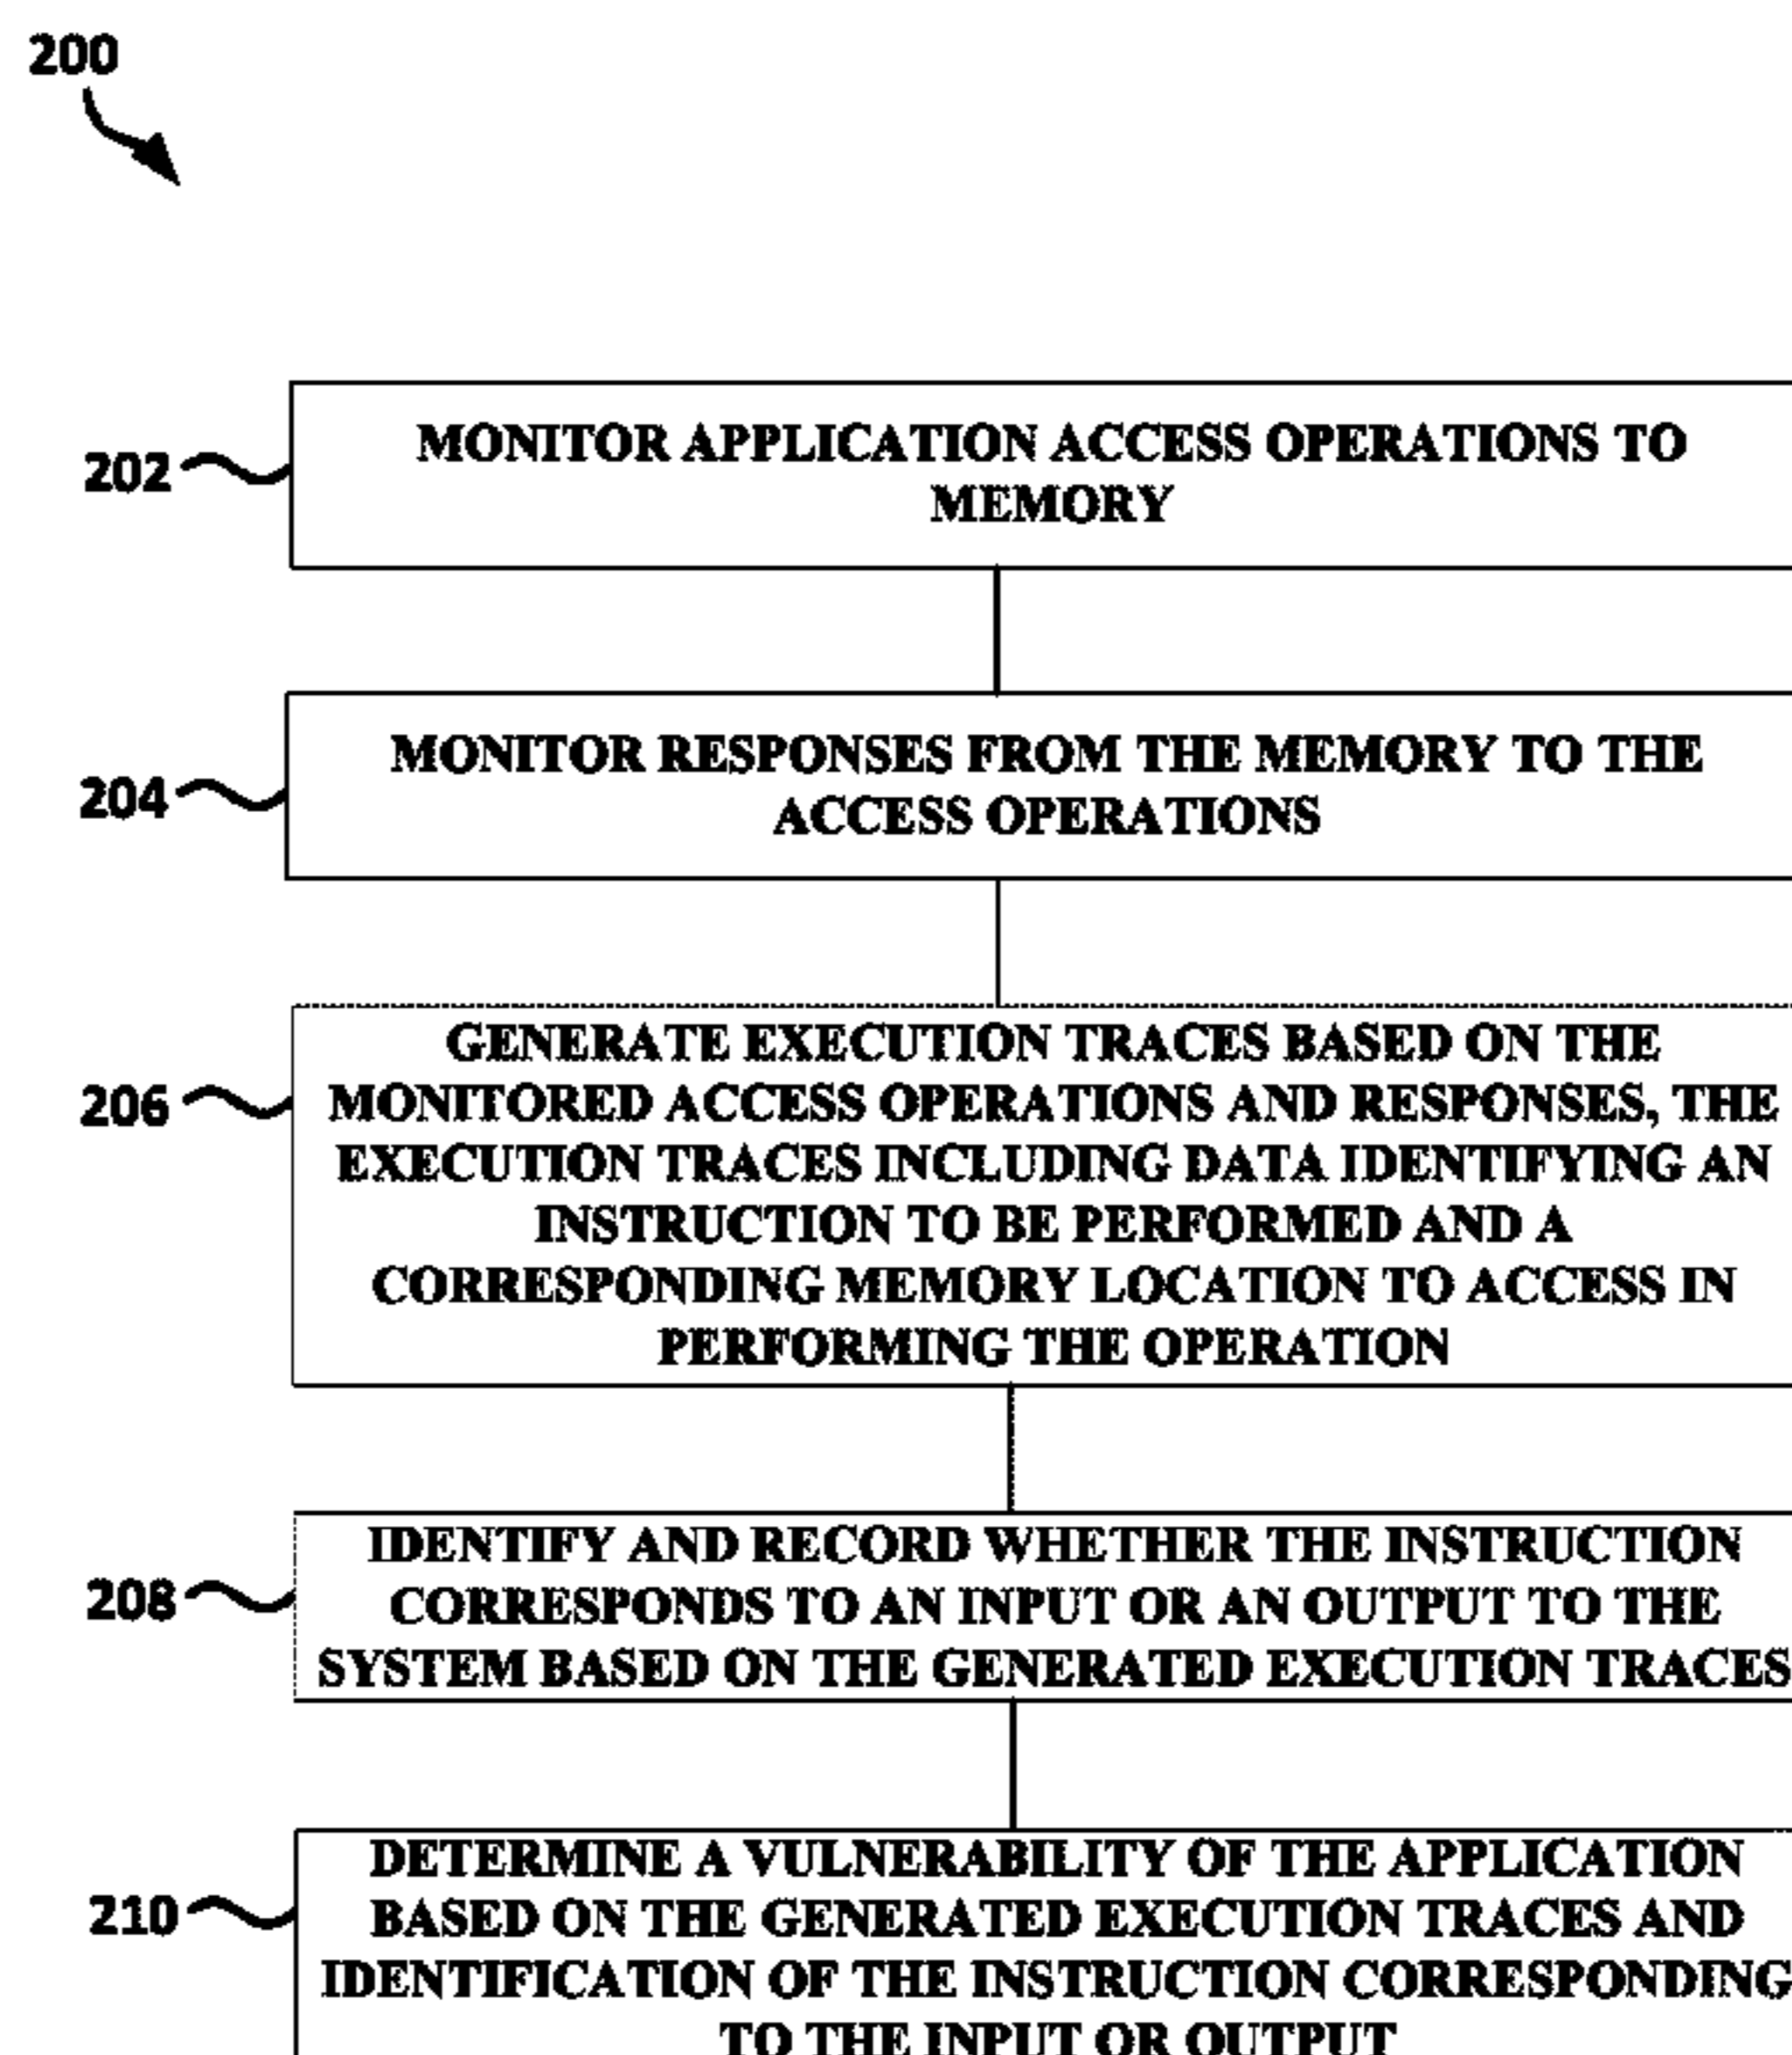 200
202
MONITOR APPLICATION ACCESS OPERATIONS TO
MEMORY
204
MONITOR RESPONSES FROM THE MEMORY TO THE
ACCESS OPERATIONS
206
GENERATE EXECUTION TRACES BASED ON THE
MONITORED ACCESS OPERATIONS AND RESPONSES, THE
EXECUTION TRACES INCLUDING DATA IDENTIFYING AN
INSTRUCTION TO BE PERFORMED AND A
CORRESPONDING MEMORY LOCATION TO ACCESS IN
PERFORMING THE OPERATION
208
IDENTIFY AND RECORD WHETHER THE INSTRUCTION
CORRESPONDS TO AN INPUT OR AN OUTPUT TO THE
SYSTEM BASED ON THE GENERATED EXECUTION TRACES
210
DETERMINE A VULNERABILITY OF THE APPLICATION
BASED ON THE GENERATED EXECUTION TRACES AND
IDENTIFICATION OF THE INSTRUCTION CORRESPONDING
TO THE INPUT OR OUTPUT